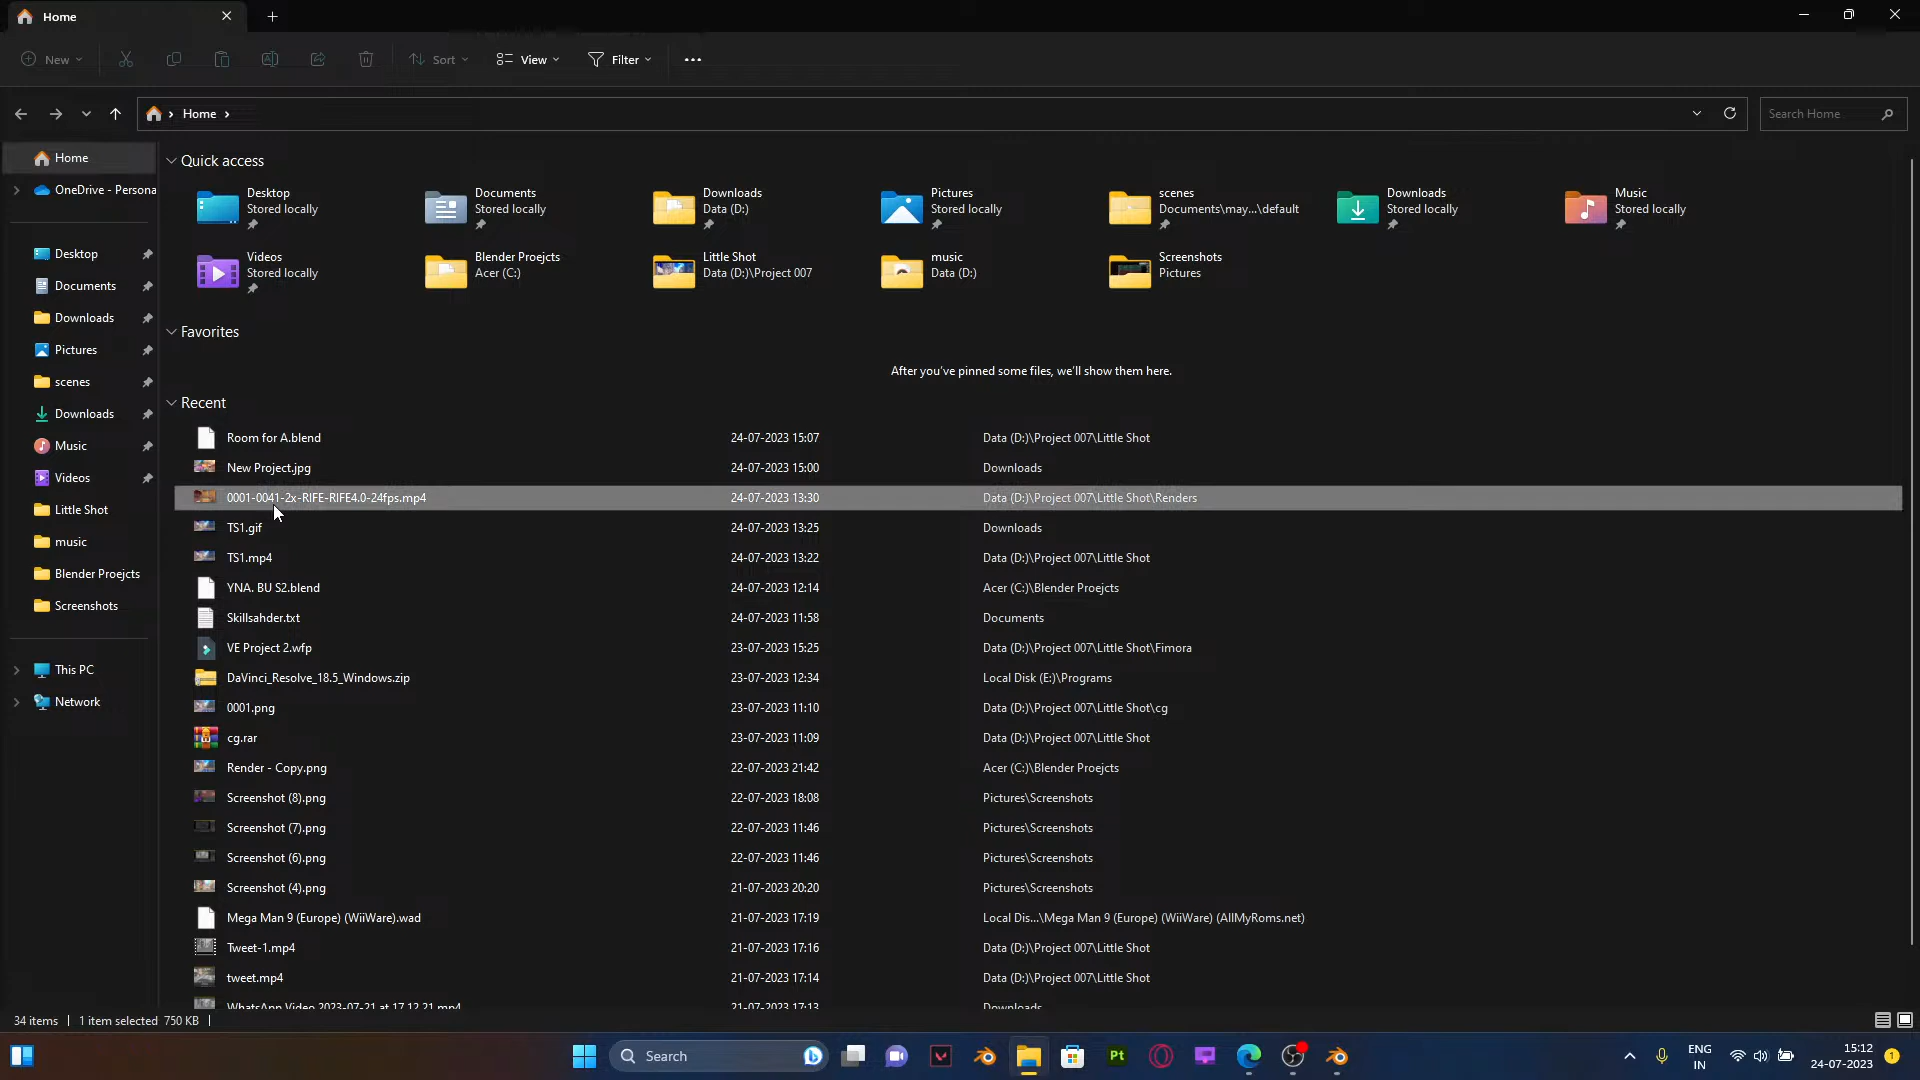 Home
New
Sort
View
Filter
Home
Search Home
Home
OneDrive - Persona
Desktop
Documents
Downloads
Pictures
scenes
Downloads
Music
Videos
Little Shot
music
Blender Proejcts
Screenshots
This PC
Network
Quick access
Desktop
Stored locally
Documents
Stored locally
Downloads
Data (D:)
Pictures
Stored locally
scenes
Documents\may...\default
Downloads
Stored locally
Music
Stored locally
Videos
Stored locally
Blender Proejcts
Acer (C:)
Little Shot
Data (D:)\Project 007
music
Data (D:)
Screenshots
Pictures
Favorites
After you've pinned some files, we'll show them here.
Recent
Room for A.blend 24-07-2023 15:07 Data (D:)\Project 007\Little Shot
New Project.jpg 24-07-2023 15:00 Downloads
0001-0041-2x-RIFE-RIFE4.0-24fps.mp4 24-07-2023 13:30 Data (D:)\Project 007\Little Shot\Renders
TS1.gif 24-07-2023 13:25 Downloads
TS1.mp4 24-07-2023 13:22 Data (D:)\Project 007\Little Shot
YNA. BU S2.blend 24-07-2023 12:14 Acer (C:)\Blender Proejcts
Skillsahder.txt 24-07-2023 11:58 Documents
VE Project 2.wfp 23-07-2023 15:25 Data (D:)\Project 007\Little Shot\Fimora
DaVinci_Resolve_18.5_Windows.zip 23-07-2023 12:34 Local Disk (E:)\Programs
0001.png 23-07-2023 11:10 Data (D:)\Project 007\Little Shot\cg
cg.rar 23-07-2023 11:09 Data (D:)\Project 007\Little Shot
Render - Copy.png 22-07-2023 21:42 Acer (C:)\Blender Proejcts
Screenshot (8).png 22-07-2023 18:08 Pictures\Screenshots
Screenshot (7).png 22-07-2023 11:46 Pictures\Screenshots
Screenshot (6).png 22-07-2023 11:46 Pictures\Screenshots
Screenshot (4).png 21-07-2023 20:20 Pictures\Screenshots
Mega Man 9 (Europe) (WiiWare).wad 21-07-2023 17:19 Local Dis...\Mega Man 9 (Europe) (WiiWare) (AllMyRoms.net)
Tweet-1.mp4 21-07-2023 17:16 Data (D:)\Project 007\Little Shot
tweet.mp4 21-07-2023 17:14 Data (D:)\Project 007\Little Shot
WhatsApp Video 2023-07-21 at 17.12.21.mp4 21-07-2023 17:13 Downloads
34 items 1 item selected 750 KB
Search
Pt
ENG
IN
15:12
24-07-2023
1